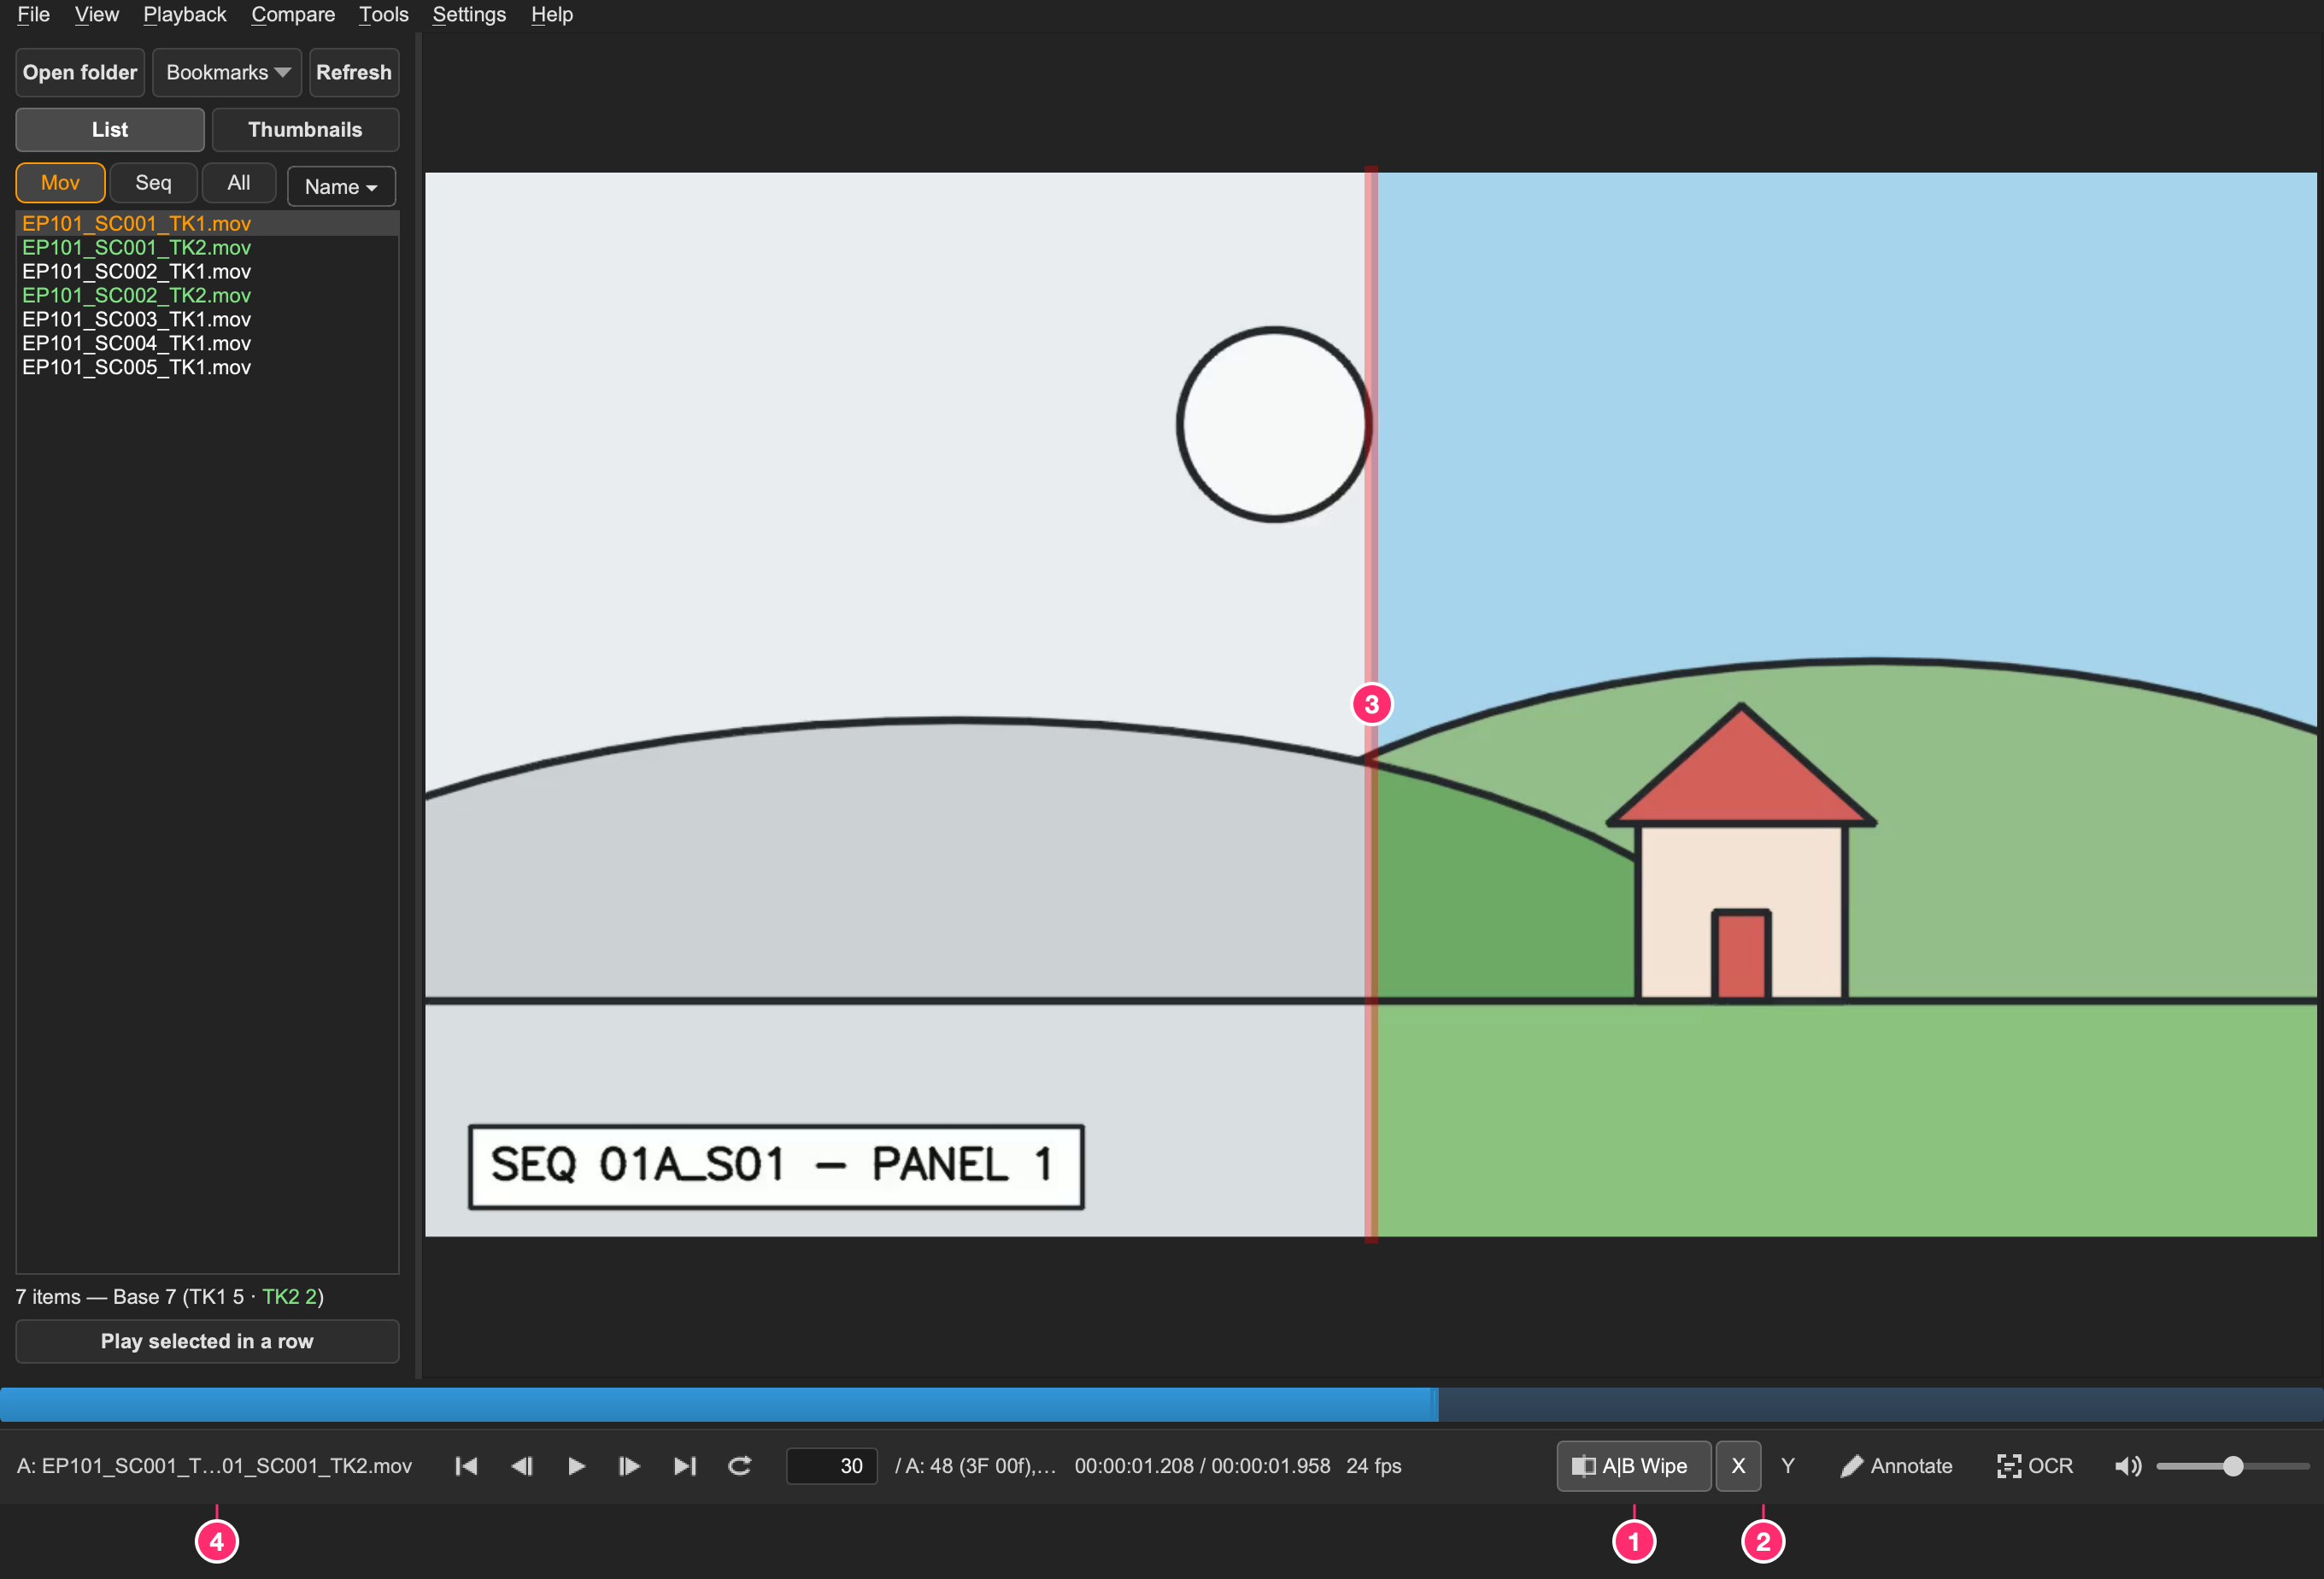 File View Playback Compare Tools Settings Help
Open folder Bookmarks Refresh
List Thumbnails
Mov Seq All Name
EP101_SC001_TK1.mov
EP101_SC001_TK2.mov
EP101_SC002_TK1.mov
EP101_SC002_TK2.mov
EP101_SC003_TK1.mov
EP101_SC004_TK1.mov
EP101_SC005_TK1.mov
3
SEQ 01A_S01 – PANEL 1
7 items — Base 7 (TK1 5 · TK2 2)
Play selected in a row
A: EP101_SC001_T…01_SC001_TK2.mov 30 / A: 48 (3F 00f),… 00:00:01.208 / 00:00:01.958 24 fps A|B Wipe X Y Annotate OCR
4 1 2